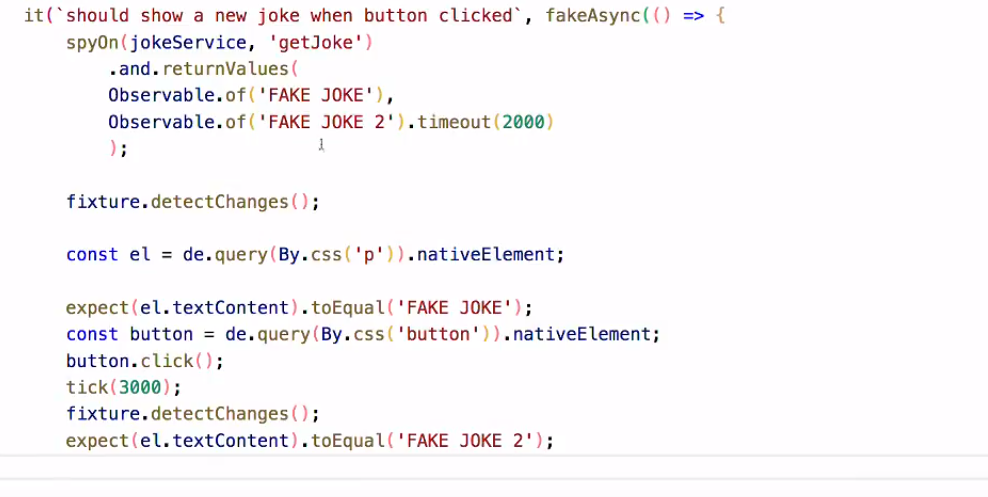 it(`should show a new joke when button clicked`, fakeAsync(() => {
spyOn(jokeService, 'getJoke')
.and.returnValues(
Observable.of('FAKE JOKE'),
Observable.of('FAKE JOKE 2').timeout(2000)
);
fixture.detectChanges();
const el = de.query(By.css('p')).nativeElement;
expect(el.textContent).toEqual('FAKE JOKE');
const button = de.query(By.css('button')).nativeElement;
button.click();
tick(3000);
fixture.detectChanges();
expect(el.textContent).toEqual('FAKE JOKE 2');